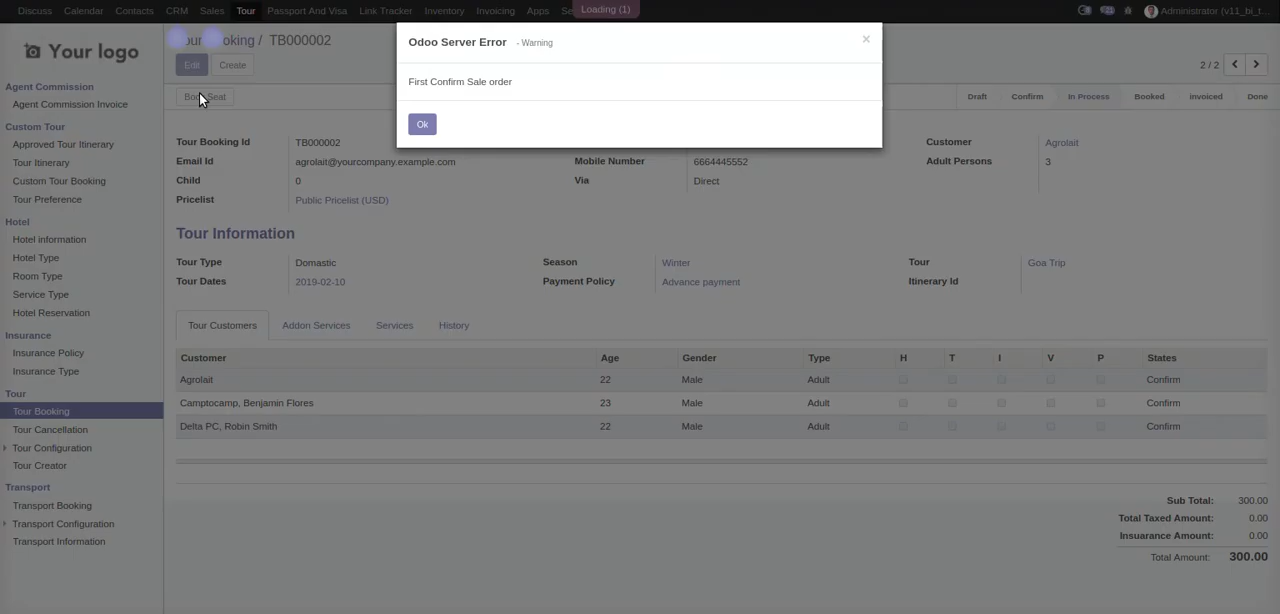 Discuss Calendar Contacts CRM Sales Tour Passport And Visa Link Tracker Inventory Invoicing Apps Loading (1) Administrator (v11_bi_t...
Your logo
TB000002
Edit Create
2 / 2
Odoo Server Error - Warning ×
First Confirm Sale order
Ok
Draft Confirm In Process Booked Invoiced Done
Agent Commission
Agent Commission Invoice
Custom Tour
Approved Tour Itinerary
Tour Itinerary
Custom Tour Booking
Tour Preference
Hotel
Hotel information
Hotel Type
Room Type
Service Type
Hotel Reservation
Insurance
Insurance Policy
Insurance Type
Tour
Tour Booking
Tour Cancellation
Tour Configuration
Tour Creator
Transport
Transport Booking
Transport Configuration
Transport Information
Tour Booking Id TB000002 Customer Agrolait
Email Id agrolait@yourcompany.example.com Mobile Number 6664445552 Adult Persons 3
Child 0 Via Direct
Pricelist Public Pricelist (USD)
Tour Information
Tour Type Domastic Season Winter Tour Goa Trip
Tour Dates 2019-02-10 Payment Policy Advance payment Itinerary Id
Tour Customers Addon Services Services History
Customer Age Gender Type H T I V P States
Agrolait 22 Male Adult Confirm
Camptocamp, Benjamin Flores 23 Male Adult Confirm
Delta PC, Robin Smith 22 Male Adult Confirm
Sub Total: 300.00
Total Taxed Amount: 0.00
Insuarance Amount: 0.00
Total Amount: 300.00